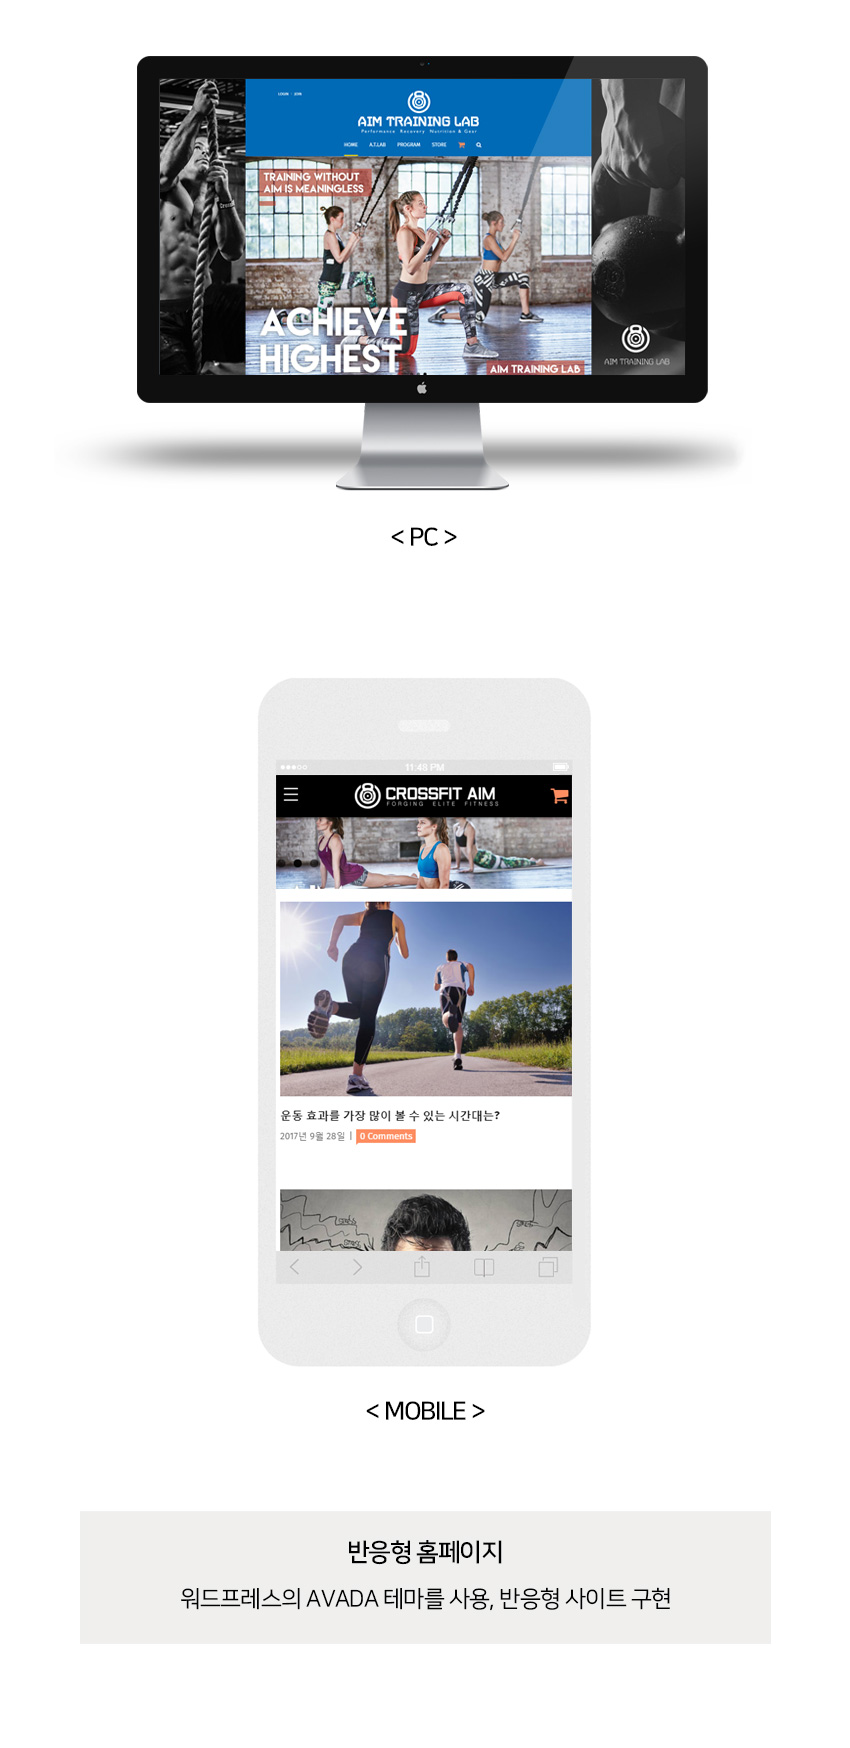 LOGIN · JOIN
AIM TRAINING LAB
Performance Recovery Nutrition & Gear
HOME A.T.LAB PROGRAM STORE
TRAINING WITHOUT
AIM IS MEANINGLESS
ACHIEVE
HIGHEST
AIM TRAINING LAB
AIM TRAINING LAB
< PC >
11:48 PM
CROSSFIT AIM
FORGING ELITE FITNESS
운동 효과를 가장 많이 볼 수 있는 시간대는?
2017년 9월 28일 | 0 Comments
< MOBILE >
반응형 홈페이지
워드프레스의 AVADA 테마를 사용, 반응형 사이트 구현